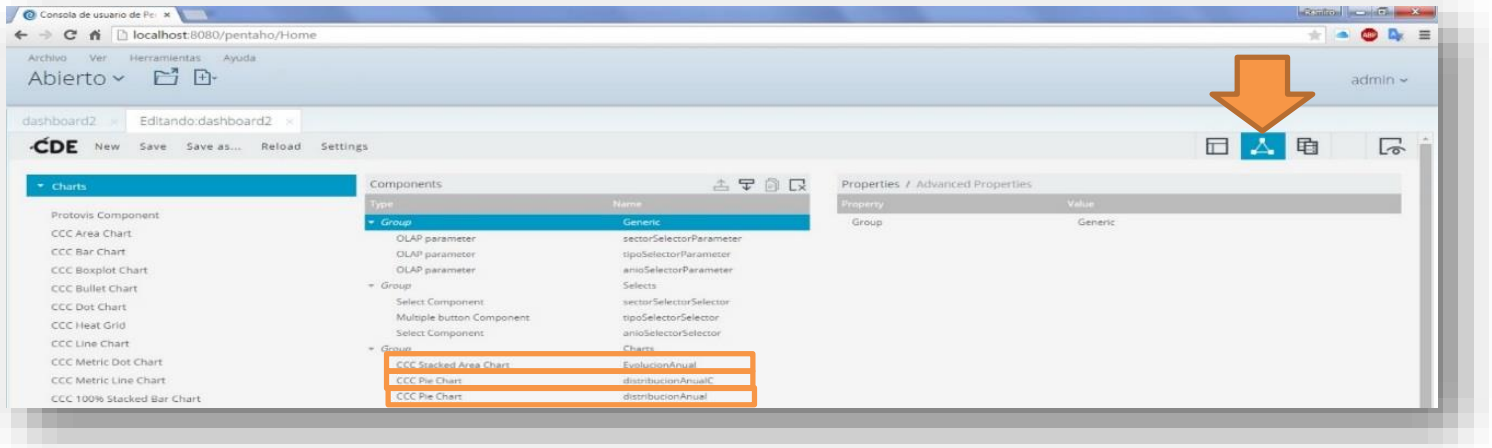 Consola de usuario de Pe
Ramiro
localhost:8080/pentaho/Home
ABP
Archivo Ver Herramientas Ayuda
Abierto
admin
dashboard2 Editando:dashboard2
CDE New Save Save as... Reload Settings
Charts
Protovis Component
CCC Area Chart
CCC Bar Chart
CCC Boxplot Chart
CCC Bullet Chart
CCC Dot Chart
CCC Heat Grid
CCC Line Chart
CCC Metric Dot Chart
CCC Metric Line Chart
CCC 100% Stacked Bar Chart
Components
Type Name
Group Generic
OLAP parameter sectorSelectorParameter
OLAP parameter tipoSelectorParameter
OLAP parameter anioSelectorParameter
Group Selects
Select Component sectorSelectorSelector
Multiple button Component tipoSelectorSelector
Select Component anioSelectorSelector
Group Charts
CCC Stacked Area Chart EvolucionAnual
CCC Pie Chart distribucionAnualC
CCC Pie Chart distribucionAnual
Properties / Advanced Properties
Property Value
Group Generic